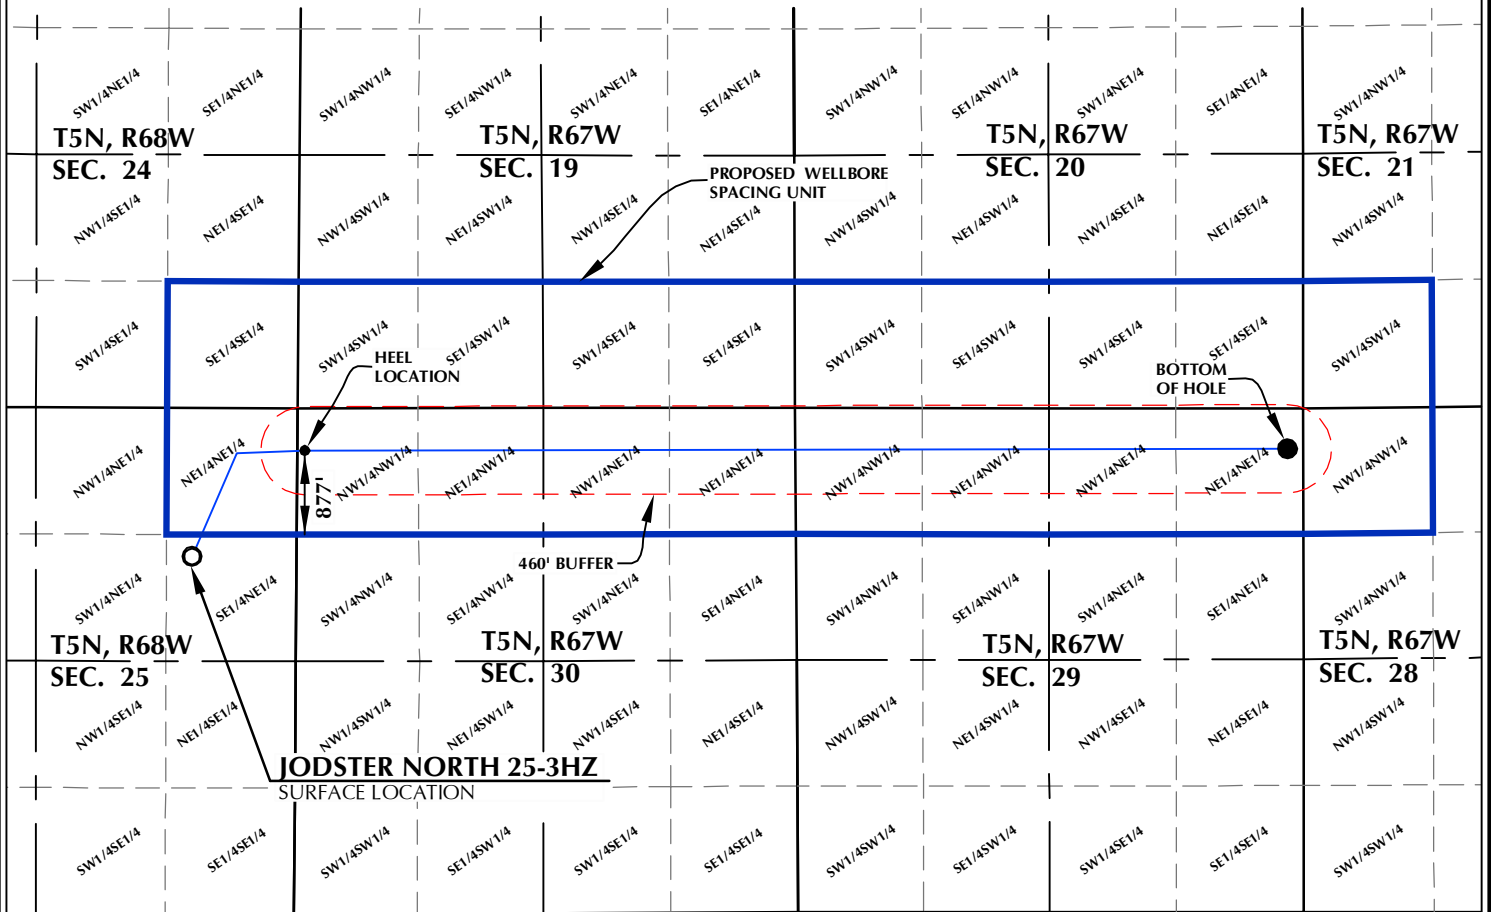 SW1/4NE1/4 SE1/4NE1/4 SW1/4NW1/4 SE1/4NW1/4 SW1/4NE1/4 SE1/4NE1/4 SW1/4NW1/4 SE1/4NW1/4 SW1/4NE1/4 SE1/4NE1/4 SW1/4NW1/4
T5N, R68W T5N, R67W T5N, R67W T5N, R67W
SEC. 24 SEC. 19 SEC. 20 SEC. 21
PROPOSED WELLBORE
SPACING UNIT
NW1/4SE1/4 NE1/4SE1/4 NW1/4SW1/4 NE1/4SW1/4 NW1/4SE1/4 NE1/4SE1/4 NW1/4SW1/4 NE1/4SW1/4 NW1/4SE1/4 NE1/4SE1/4 NW1/4SW1/4
SW1/4SE1/4 SE1/4SE1/4 SW1/4SW1/4 SE1/4SW1/4 SW1/4SE1/4 SE1/4SE1/4 SW1/4SW1/4 SE1/4SW1/4 SW1/4SE1/4 SE1/4SE1/4 SW1/4SW1/4
HEEL
LOCATION
BOTTOM
OF HOLE
NW1/4NE1/4 NE1/4NE1/4 NW1/4NW1/4 NE1/4NW1/4 NW1/4NE1/4 NE1/4NE1/4 NW1/4NW1/4 NE1/4NW1/4 NW1/4NE1/4 NE1/4NE1/4 NW1/4NW1/4
877'
460' BUFFER
SW1/4NE1/4 SE1/4NE1/4 SW1/4NW1/4 SE1/4NW1/4 SW1/4NE1/4 SE1/4NE1/4 SW1/4NW1/4 SE1/4NW1/4 SW1/4NE1/4 SE1/4NE1/4 SW1/4NW1/4
T5N, R68W T5N, R67W T5N, R67W T5N, R67W
SEC. 25 SEC. 30 SEC. 29 SEC. 28
NW1/4SE1/4 NE1/4SE1/4 NW1/4SW1/4 NE1/4SW1/4 NW1/4SE1/4 NE1/4SE1/4 NW1/4SW1/4 NE1/4SW1/4 NW1/4SE1/4 NE1/4SE1/4 NW1/4SW1/4
JODSTER NORTH 25-3HZ
SURFACE LOCATION
SW1/4SE1/4 SE1/4SE1/4 SW1/4SW1/4 SE1/4SW1/4 SW1/4SE1/4 SE1/4SE1/4 SW1/4SW1/4 SE1/4SW1/4 SW1/4SE1/4 SE1/4SE1/4 SW1/4SW1/4